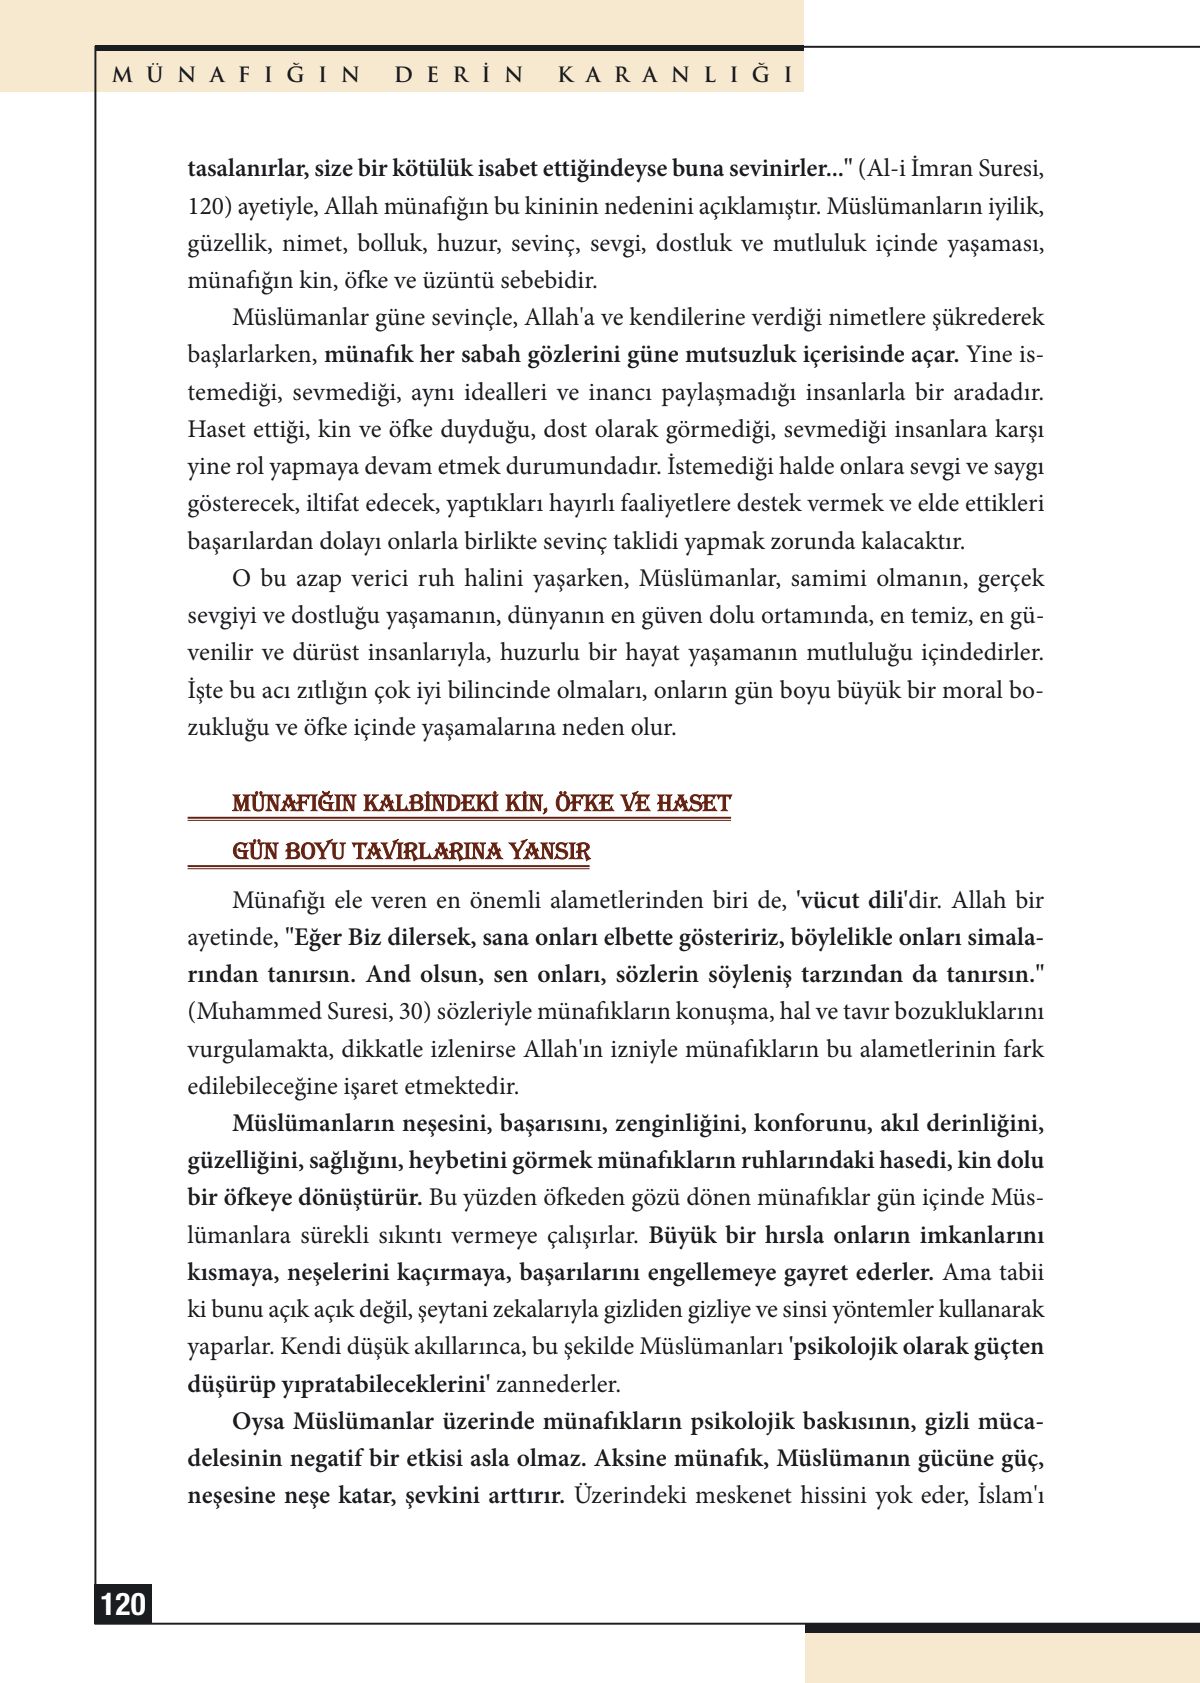 MÜNAFIĞIN DERİN KARANLIĞI
tasalanırlar, size bir kötülük isabet ettiğindeyse buna sevinirler..." (Al-i İmran Suresi,
120) ayetiyle, Allah münafığın bu kininin nedenini açıklamıştır. Müslümanların iyilik,
güzellik, nimet, bolluk, huzur, sevinç, sevgi, dostluk ve mutluluk içinde yaşaması,
münafığın kin, öfke ve üzüntü sebebidir.
Müslümanlar güne sevinçle, Allah'a ve kendilerine verdiği nimetlere şükrederek
başlarlarken, münafık her sabah gözlerini güne mutsuzluk içerisinde açar. Yine is-
temediği, sevmediği, aynı idealleri ve inancı paylaşmadığı insanlarla bir aradadır.
Haset ettiği, kin ve öfke duyduğu, dost olarak görmediği, sevmediği insanlara karşı
yine rol yapmaya devam etmek durumundadır. İstemediği halde onlara sevgi ve saygı
gösterecek, iltifat edecek, yaptıkları hayırlı faaliyetlere destek vermek ve elde ettikleri
başarılardan dolayı onlarla birlikte sevinç taklidi yapmak zorunda kalacaktır.
O bu azap verici ruh halini yaşarken, Müslümanlar, samimi olmanın, gerçek
sevgiyi ve dostluğu yaşamanın, dünyanın en güven dolu ortamında, en temiz, en gü-
venilir ve dürüst insanlarıyla, huzurlu bir hayat yaşamanın mutluluğu içindedirler.
İşte bu acı zıtlığın çok iyi bilincinde olmaları, onların gün boyu büyük bir moral bo-
zukluğu ve öfke içinde yaşamalarına neden olur.
MÜNAFIĞIN KALBİNDEKİ KİN, ÖFKE VE HASET
GÜN BOYU TAVIRLARINA YANSIR
Münafığı ele veren en önemli alametlerinden biri de, 'vücut dili'dir. Allah bir
ayetinde, "Eğer Biz dilersek, sana onları elbette gösteririz, böylelikle onları simala-
rından tanırsın. And olsun, sen onları, sözlerin söyleniş tarzından da tanırsın."
(Muhammed Suresi, 30) sözleriyle münafıkların konuşma, hal ve tavır bozukluklarını
vurgulamakta, dikkatle izlenirse Allah'ın izniyle münafıkların bu alametlerinin fark
edilebileceğine işaret etmektedir.
Müslümanların neşesini, başarısını, zenginliğini, konforunu, akıl derinliğini,
güzelliğini, sağlığını, heybetini görmek münafıkların ruhlarındaki hasedi, kin dolu
bir öfkeye dönüştürür. Bu yüzden öfkeden gözü dönen münafıklar gün içinde Müs-
lümanlara sürekli sıkıntı vermeye çalışırlar. Büyük bir hırsla onların imkanlarını
kısmaya, neşelerini kaçırmaya, başarılarını engellemeye gayret ederler. Ama tabii
ki bunu açık açık değil, şeytani zekalarıyla gizliden gizliye ve sinsi yöntemler kullanarak
yaparlar. Kendi düşük akıllarınca, bu şekilde Müslümanları 'psikolojik olarak güçten
düşürüp yıpratabileceklerini' zannederler.
Oysa Müslümanlar üzerinde münafıkların psikolojik baskısının, gizli müca-
delesinin negatif bir etkisi asla olmaz. Aksine münafık, Müslümanın gücüne güç,
neşesine neşe katar, şevkini arttırır. Üzerindeki meskenet hissini yok eder, İslam'ı
120